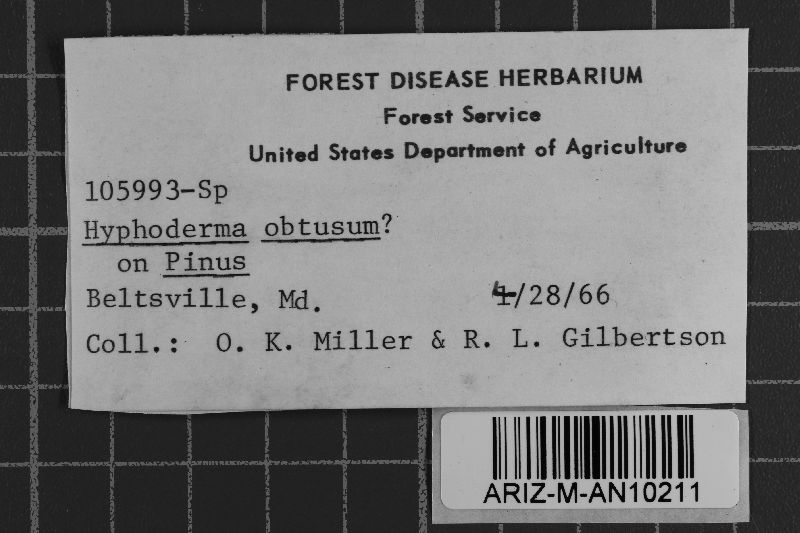 FOREST DISEASE HERBARIUM
Forest Service
United States Department of Agriculture
105993-Sp
Hyphoderma obtusum?
on Pinus
Beltsville, Md. 4/28/66
Coll.: O. K. Miller & R. L. Gilbertson
ARIZ-M-AN10211